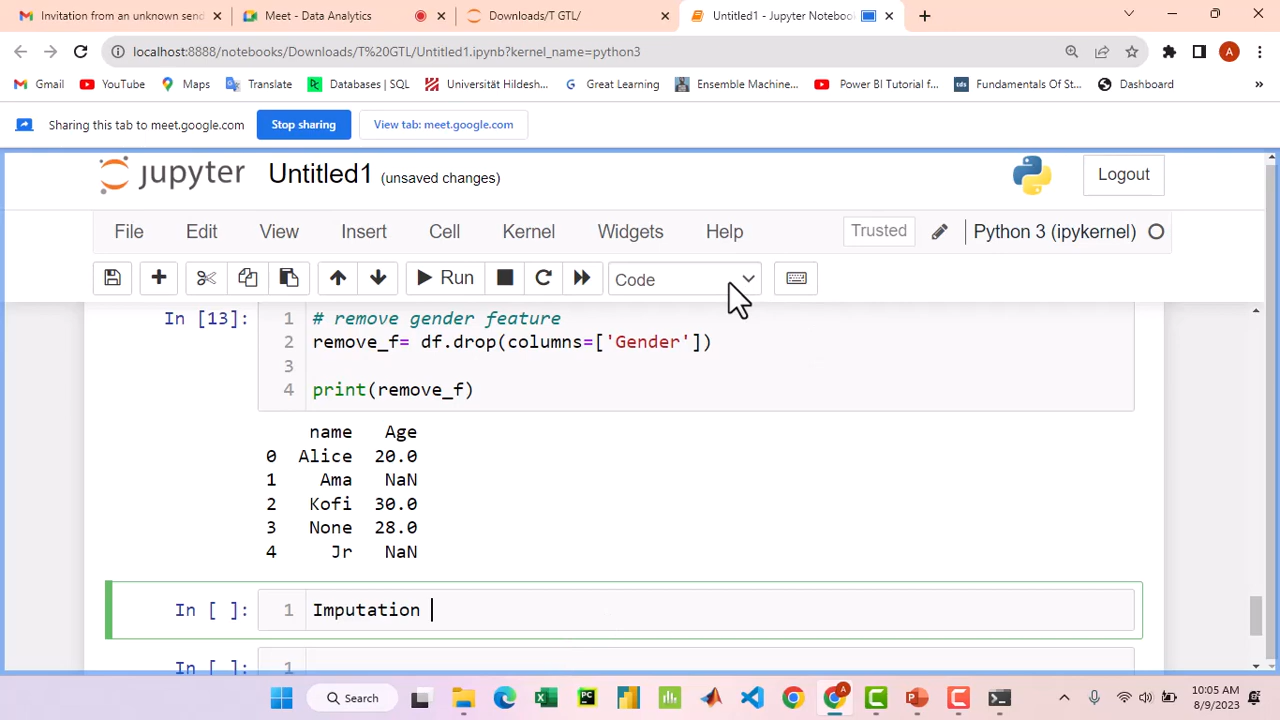 Invitation from an unknown send
Meet - Data Analytics
Downloads/T GTL/
Untitled1 - Jupyter Notebook
localhost:8888/notebooks/Downloads/T%20GTL/Untitled1.ipynb?kernel_name=python3
A
Gmail
YouTube
Maps
Translate
Databases | SQL
Universität Hildesh...
Great Learning
Ensemble Machine...
Power BI Tutorial f...
tds
Fundamentals Of St...
Dashboard
»
Sharing this tab to meet.google.com
Stop sharing
View tab: meet.google.com
jupyter Untitled1 (unsaved changes)
Logout
File Edit View Insert Cell Kernel Widgets Help
Trusted
Python 3 (ipykernel)
Run
Code
In [13]:
1 # remove gender feature
2 remove_f= df.drop(columns=['Gender'])
3
4 print(remove_f)
name Age
0 Alice 20.0
1 Ama NaN
2 Kofi 30.0
3 None 28.0
4 Jr NaN
In [ ]: 1 Imputation
In [ ]: 1
Search
10:05 AM
8/9/2023